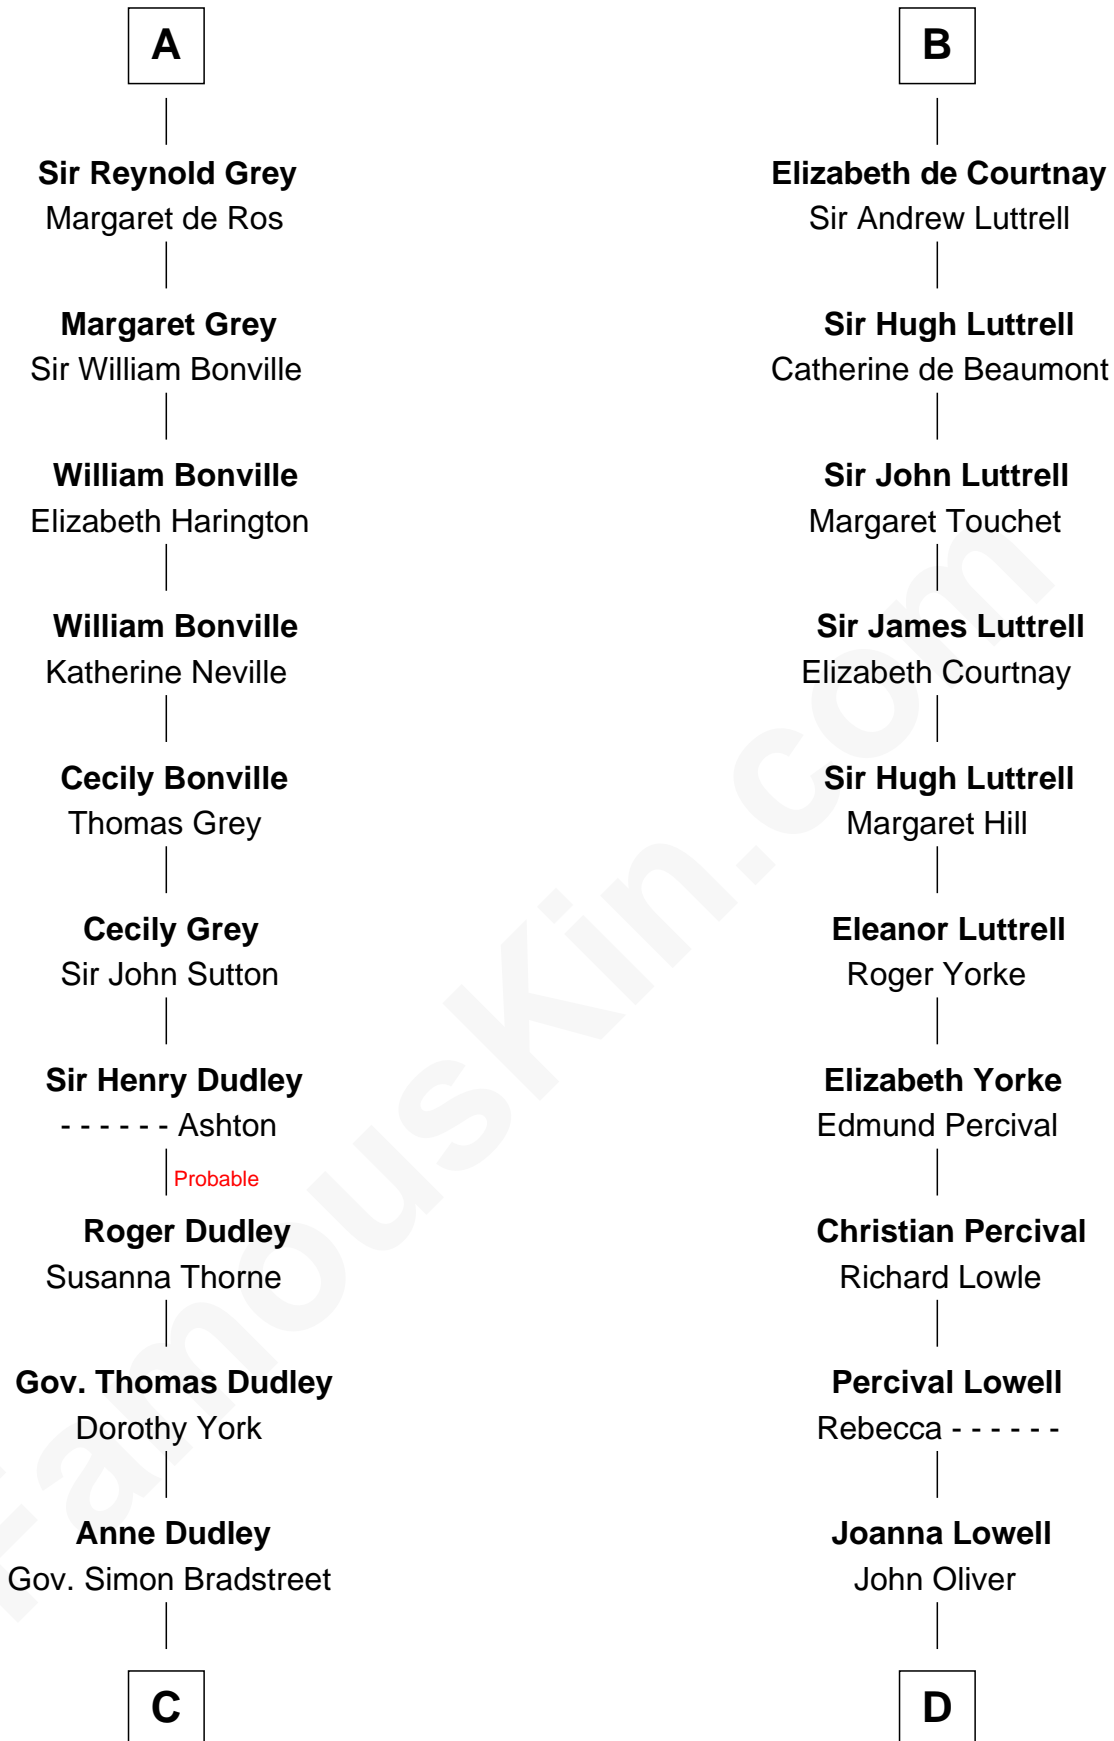 A
Sir Reynold Grey
Margaret de Ros
Margaret Grey
Sir William Bonville
William Bonville
Elizabeth Harington
William Bonville
Katherine Neville
Cecily Bonville
Thomas Grey
Cecily Grey
Sir John Sutton
Sir Henry Dudley
- - - - - - Ashton
Probable
Roger Dudley
Susanna Thorne
Gov. Thomas Dudley
Dorothy York
Anne Dudley
Gov. Simon Bradstreet
C
B
Elizabeth de Courtnay
Sir Andrew Luttrell
Sir Hugh Luttrell
Catherine de Beaumont
Sir John Luttrell
Margaret Touchet
Sir James Luttrell
Elizabeth Courtnay
Sir Hugh Luttrell
Margaret Hill
Eleanor Luttrell
Roger Yorke
Elizabeth Yorke
Edmund Percival
Christian Percival
Richard Lowle
Percival Lowell
Rebecca - - - - - -
Joanna Lowell
John Oliver
D
FamousKin.com